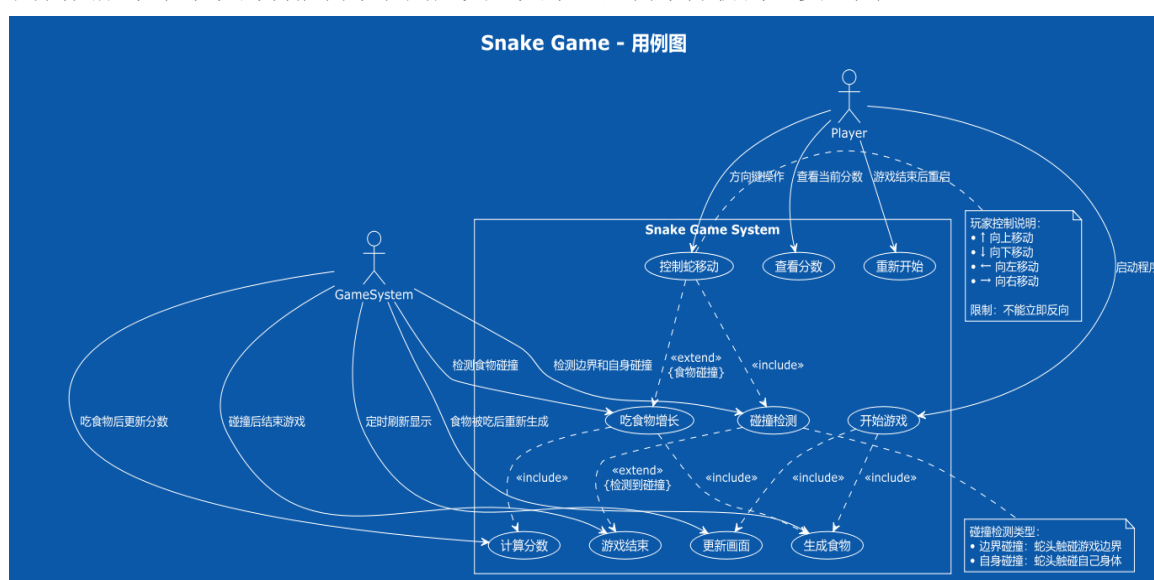 Snake Game - 用例图
Player
方向键操作
查看当前分数
游戏结束后重启
玩家控制说明:
• ↑ 向上移动
• ↓ 向下移动
• ← 向左移动
• → 向右移动
限制: 不能立即反向
Snake Game System
控制蛇移动
查看分数
重新开始
启动程序
GameSystem
«extend»
{食物碰撞}
«include»
检测食物碰撞
检测边界和自身碰撞
吃食物后更新分数
碰撞后结束游戏
定时刷新显示
食物被吃后重新生成
吃食物增长
碰撞检测
开始游戏
«include»
«extend»
{检测到碰撞}
«include»
«include»
«include»
计算分数
游戏结束
更新画面
生成食物
碰撞检测类型:
• 边界碰撞: 蛇头触碰游戏边界
• 自身碰撞: 蛇头触碰自己身体